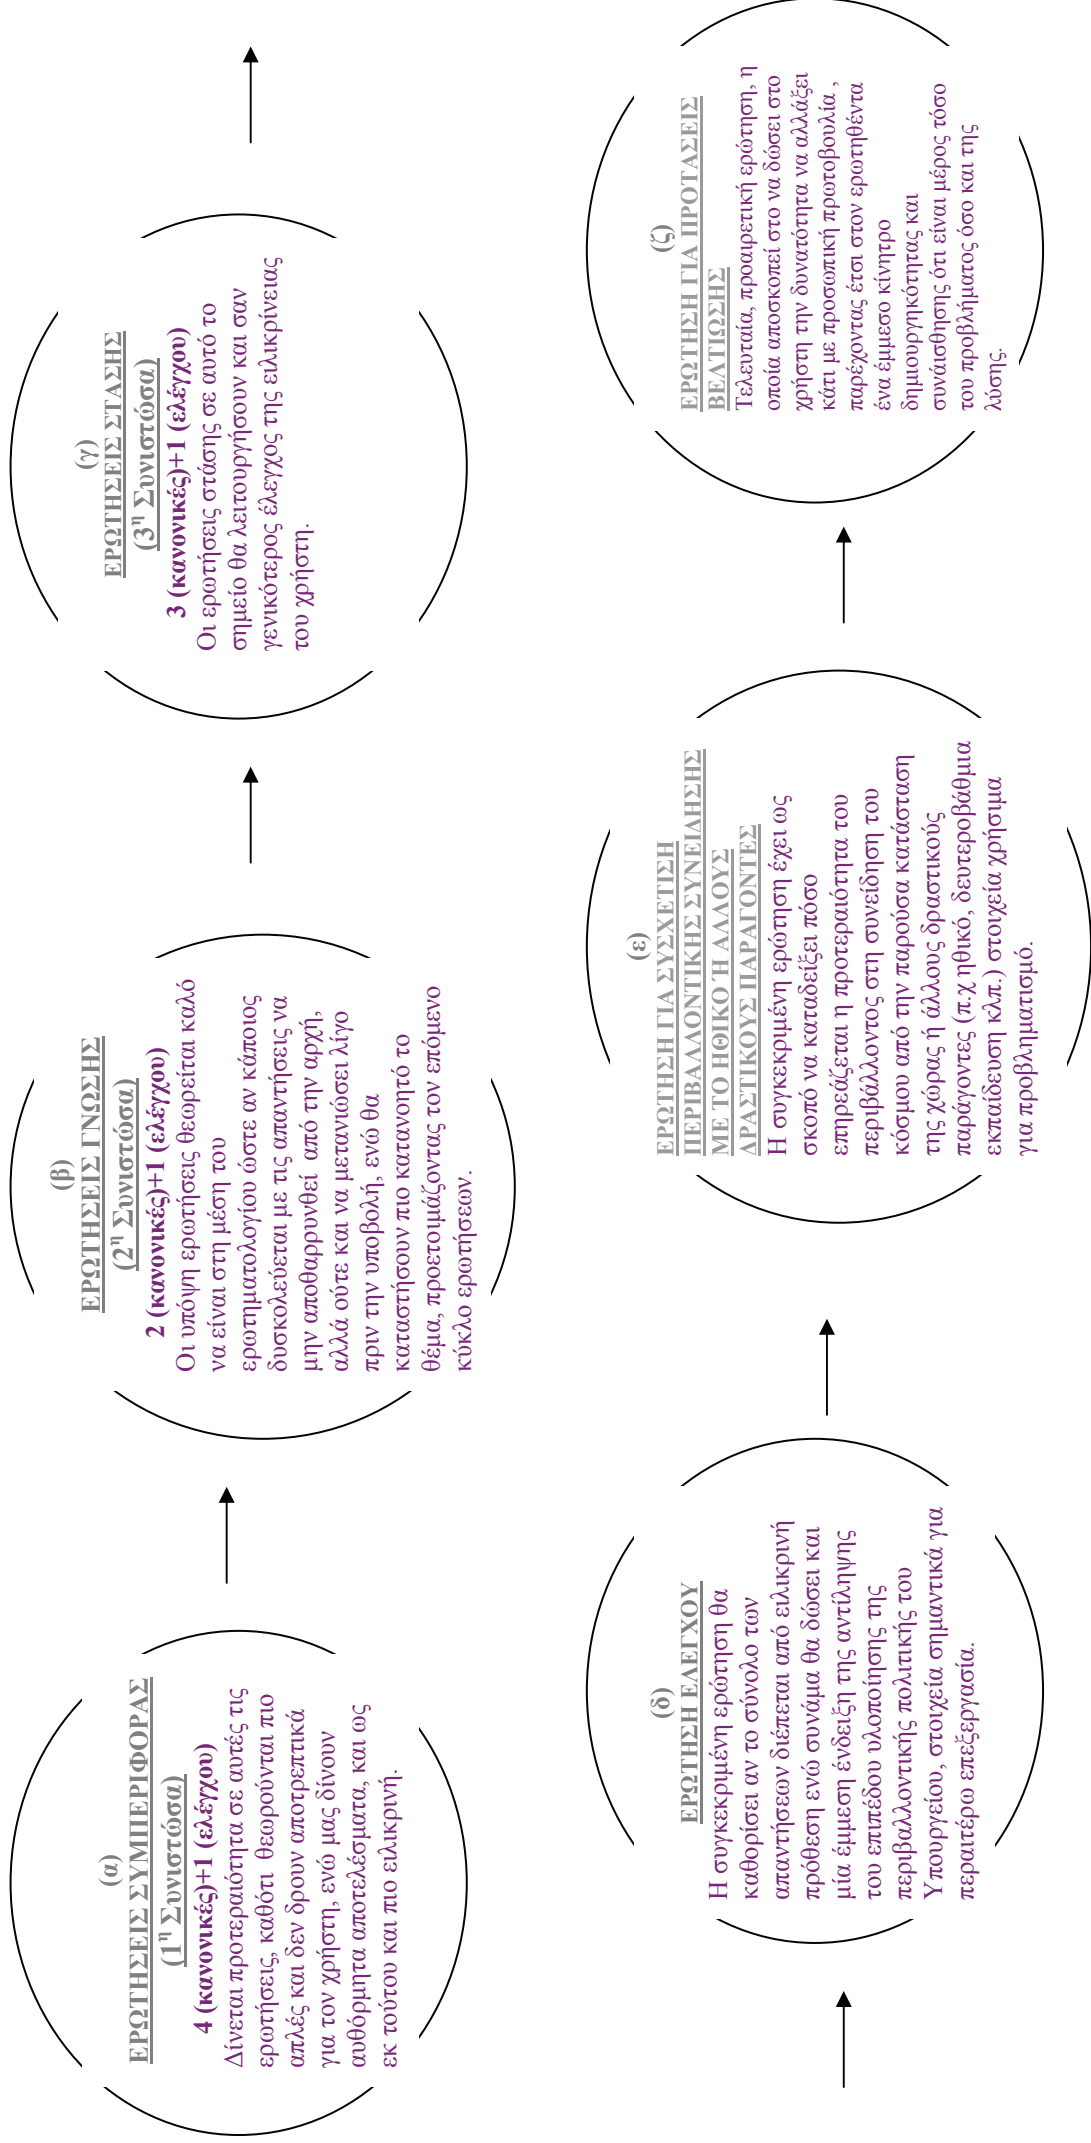 (α)
ΕΡΩΤΗΣΕΙΣ ΣΥΜΠΕΡΙΦΟΡΑΣ
(1η Συνιστώσα)
4 (κανονικές)+1 (ελέγχου)
Δίνεται προτεραιότητα σε αυτές τις
ερωτήσεις, καθότι θεωρούνται πιο
απλές και δεν δρουν αποτρεπτικά
για τον χρήστη, ενώ μας δίνουν
αυθόρμητα αποτελέσματα, και ως
εκ τούτου και πιο ειλικρινή.
(β)
ΕΡΩΤΗΣΕΙΣ ΓΝΩΣΗΣ
(2η Συνιστώσα)
2 (κανονικές)+1 (ελέγχου)
Οι υπόψη ερωτήσεις θεωρείται καλό
να είναι στη μέση του
ερωτηματολογίου ώστε αν κάποιος
δυσκολεύεται με τις απαντήσεις να
μην αποθαρρυνθεί από την αρχή,
αλλά ούτε και να μετανιώσει λίγο
πριν την υποβολή, ενώ θα
καταστήσουν πιο κατανοητό το
θέμα, προετοιμάζοντας τον επόμενο
κύκλο ερωτήσεων.
(γ)
ΕΡΩΤΗΣΕΙΣ ΣΤΑΣΗΣ
(3η Συνιστώσα)
3 (κανονικές)+1 (ελέγχου)
Οι ερωτήσεις στάσης σε αυτό το
σημείο θα λειτουργήσουν και σαν
γενικότερος έλεγχος της ειλικρίνειας
του χρήστη.
(δ)
ΕΡΩΤΗΣΗ ΕΛΕΓΧΟΥ
Η συγκεκριμένη ερώτηση θα
καθορίσει αν το σύνολο των
απαντήσεων διέπεται από ειλικρινή
πρόθεση ενώ συνάμα θα δώσει και
μία έμμεση ένδειξη της αντίληψης
του επιπέδου υλοποίησης της
περιβαλλοντικής πολιτικής του
Υπουργείου, στοιχεία σημαντικά για
περαιτέρω επεξεργασία.
(ε)
ΕΡΩΤΗΣΗ ΓΙΑ ΣΥΣΧΕΤΙΣΗ
ΠΕΡΙΒΑΛΛΟΝΤΙΚΗΣ ΣΥΝΕΙΔΗΣΗΣ
ΜΕ ΤΟ ΗΘΙΚΟ Ή ΑΛΛΟΥΣ
ΔΡΑΣΤΙΚΟΥΣ ΠΑΡΑΓΟΝΤΕΣ
Η συγκεκριμένη ερώτηση έχει ως
σκοπό να καταδείξει πόσο
επηρεάζεται η προτεραιότητα του
περιβάλλοντος στη συνείδηση του
κόσμου από την παρούσα κατάσταση
της χώρας ή άλλους δραστικούς
παράγοντες (π.χ ηθικό, δευτεροβάθμια
εκπαίδευση κλπ.) στοιχεία χρήσιμα
για προβληματισμό.
(ζ)
ΕΡΩΤΗΣΗ ΓΙΑ ΠΡΟΤΑΣΕΙΣ
ΒΕΛΤΙΩΣΗΣ
Τελευταία, προαιρετική ερώτηση, η
οποία αποσκοπεί στο να δώσει στο
χρήστη την δυνατότητα να αλλάξει
κάτι με προσωπική πρωτοβουλία ,
παρέχοντας έτσι στον ερωτηθέντα
ένα έμμεσο κίνητρο
δημιουργηκότητας και
συνάισθησης ότι είναι μέρος τόσο
του προβλήματος όσο και της
λύσης.